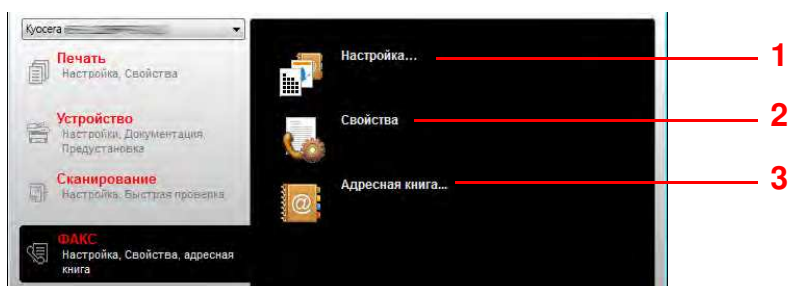 Kyocera
Печать
Настройка, Свойства
Устройство
Настройки, Документация,
Предустановка
Сканирование
Настройка, Быстрая проверка,
ФАКС
Настройка, Свойства, адресная
книга
Настройка...
1
Свойства
2
Адресная книга...
3